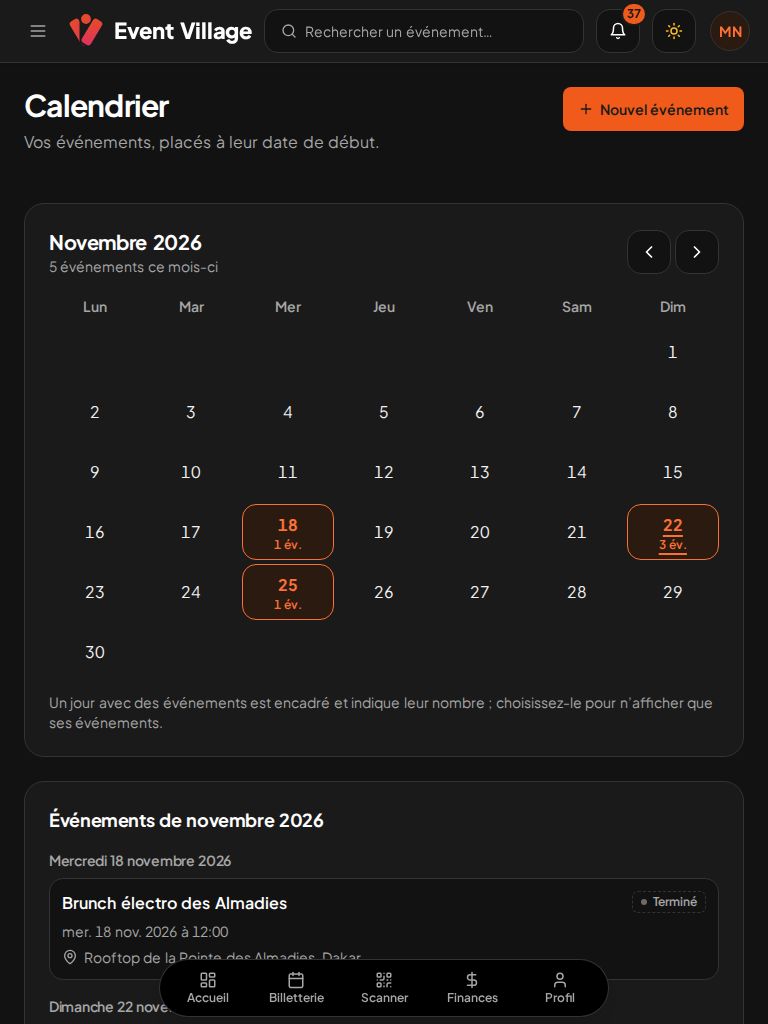 Event Village
Rechercher un événement...
37
MN
Calendrier
Nouvel événement
Vos événements, placés à leur date de début.
Novembre 2026
5 événements ce mois-ci
Lun Mar Mer Jeu Ven Sam Dim
1
2 3 4 5 6 7 8
9 10 11 12 13 14 15
16 17 18 19 20 21 22
1 év. 3 év.
23 24 25 26 27 28 29
1 év.
30
Un jour avec des événements est encadré et indique leur nombre ; choisissez-le pour n’afficher que
ses événements.
Événements de novembre 2026
Mercredi 18 novembre 2026
Brunch électro des Almadies
Terminé
mer. 18 nov. 2026 à 12:00
Rooftop de la Pointe des Almadies, Dakar
Dimanche 22
Accueil Billetterie Scanner Finances Profil